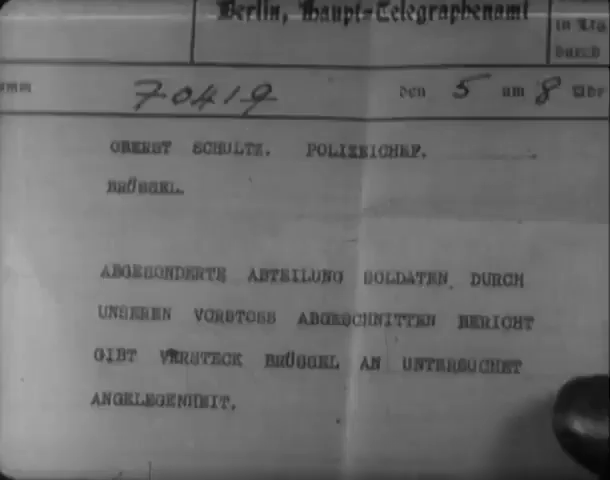 Berlin, Haupt-Telegraphenamt
70419 den 5 um 8 Uhr
OBERST SCHULTZ. POLIZEICHEF.
BRÜSSEL.
ABGESONDERTE ABTEILUNG SOLDATEN DURCH
UNSEREN VORSTOSS ABGESCHNITTEN BERICHT
GIBT VERSTECK BRÜSSEL AN UNTERSUCHET
ANGELEGENHEIT.